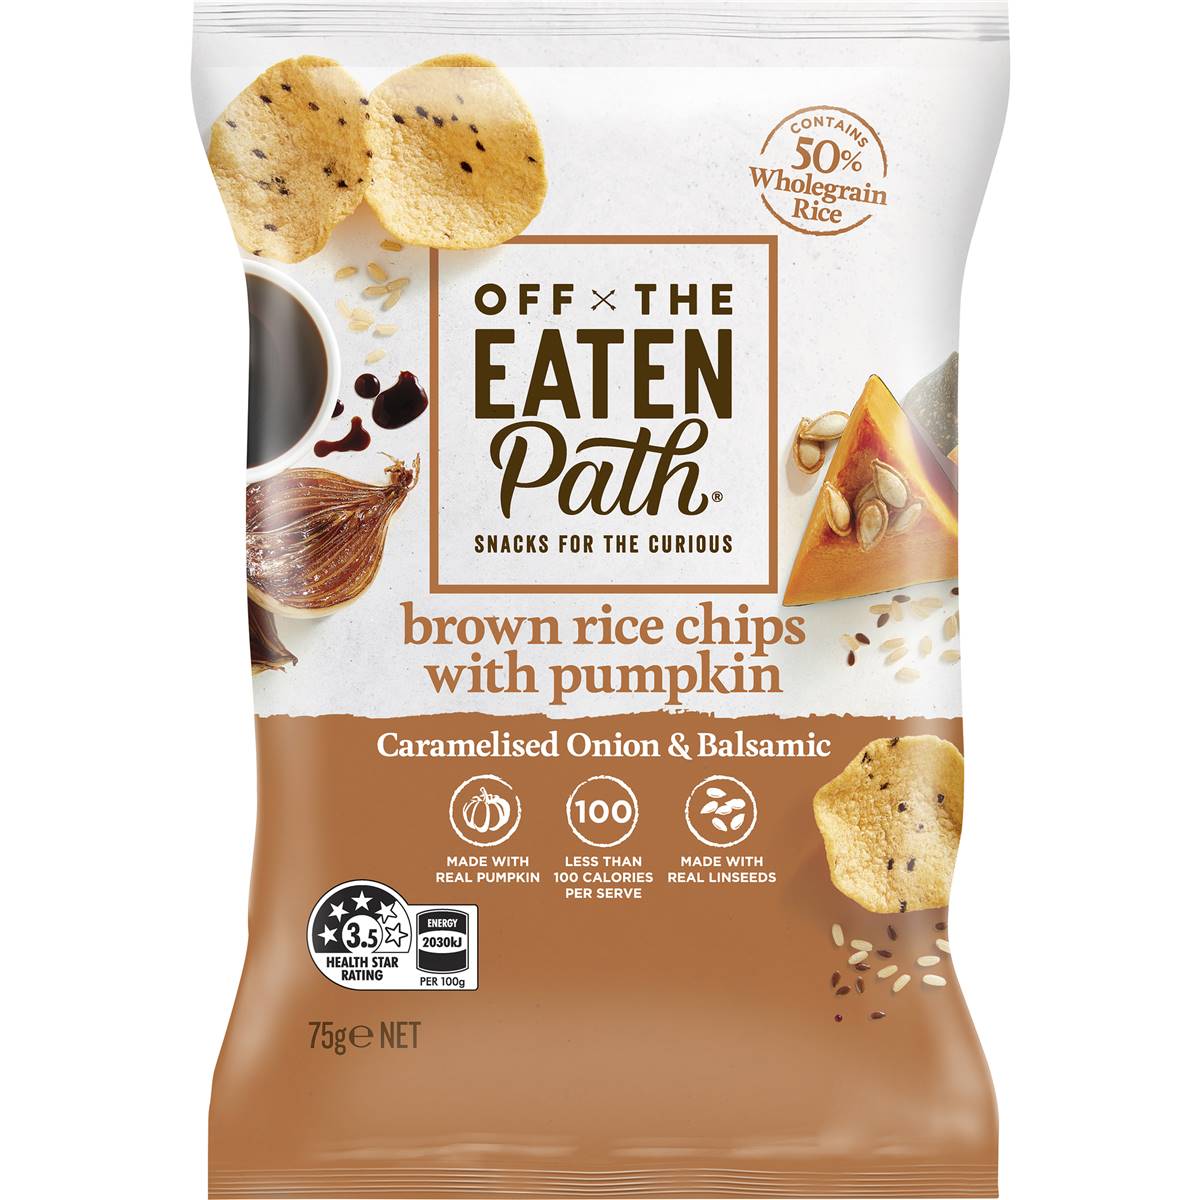 CONTAINS
50%
Wholegrain
Rice
OFF THE
EATEN
Path®
SNACKS FOR THE CURIOUS
brown rice chips
with pumpkin
Caramelised Onion & Balsamic
MADE WITH
REAL PUMPKIN
100
LESS THAN
100 CALORIES
PER SERVE
MADE WITH
REAL LINSEEDS
3.5
HEALTH STAR
RATING
ENERGY
2030kJ
PER 100g
75g℮ NET